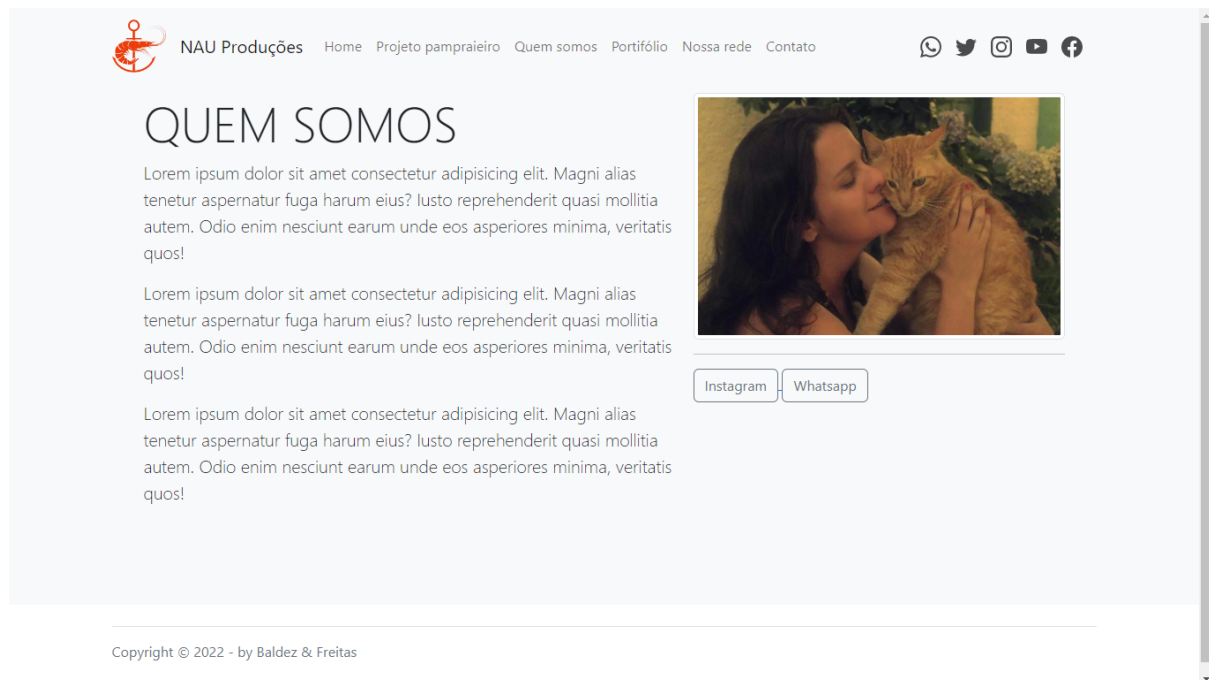 NAU Produções Home Projeto pampraieiro Quem somos Portifólio Nossa rede Contato
QUEM SOMOS
Lorem ipsum dolor sit amet consectetur adipisicing elit. Magni alias
tenetur aspernatur fuga harum eius? Iusto reprehenderit quasi mollitia
autem. Odio enim nesciunt earum unde eos asperiores minima, veritatis
quos!
Lorem ipsum dolor sit amet consectetur adipisicing elit. Magni alias
tenetur aspernatur fuga harum eius? Iusto reprehenderit quasi mollitia
autem. Odio enim nesciunt earum unde eos asperiores minima, veritatis
quos!
Lorem ipsum dolor sit amet consectetur adipisicing elit. Magni alias
tenetur aspernatur fuga harum eius? Iusto reprehenderit quasi mollitia
autem. Odio enim nesciunt earum unde eos asperiores minima, veritatis
quos!
Instagram Whatsapp
Copyright © 2022 - by Baldez & Freitas